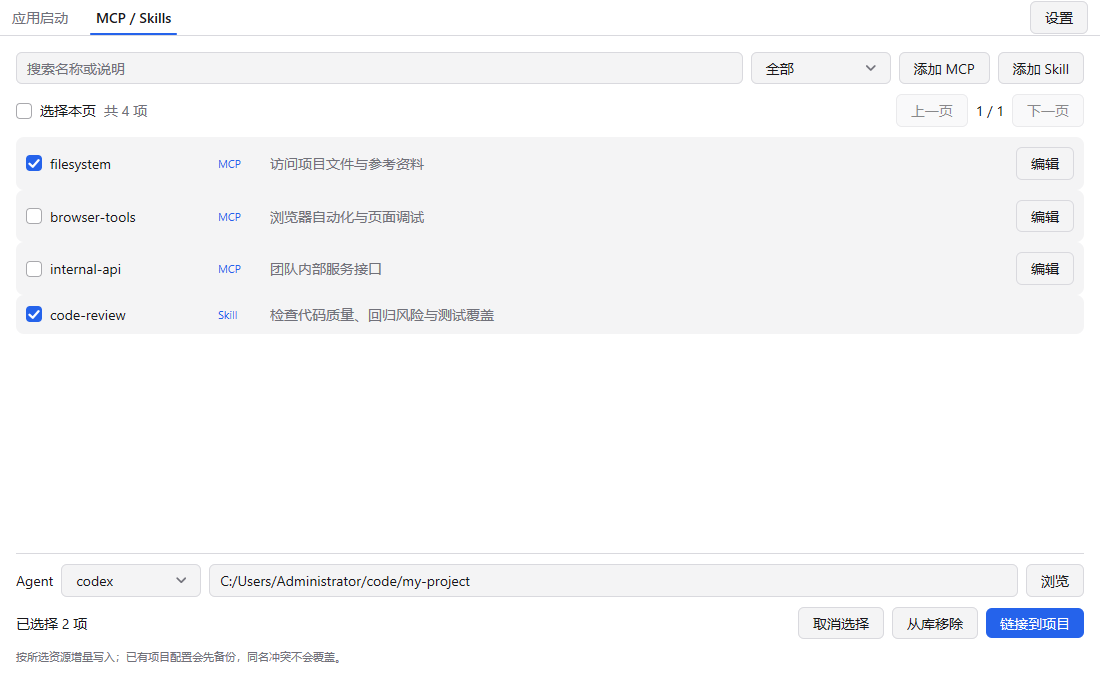 应用启动 MCP / Skills 设置
搜索名称或说明 全部 添加 MCP 添加 Skill
选择本页 共 4 项 上一页 1 / 1 下一页
filesystem MCP 访问项目文件与参考资料 编辑
browser-tools MCP 浏览器自动化与页面调试 编辑
internal-api MCP 团队内部服务接口 编辑
code-review Skill 检查代码质量、回归风险与测试覆盖
Agent codex C:/Users/Administrator/code/my-project 浏览
已选择 2 项 取消选择 从库移除 链接到项目
按所选资源增量写入；已有项目配置会先备份，同名冲突不会覆盖。